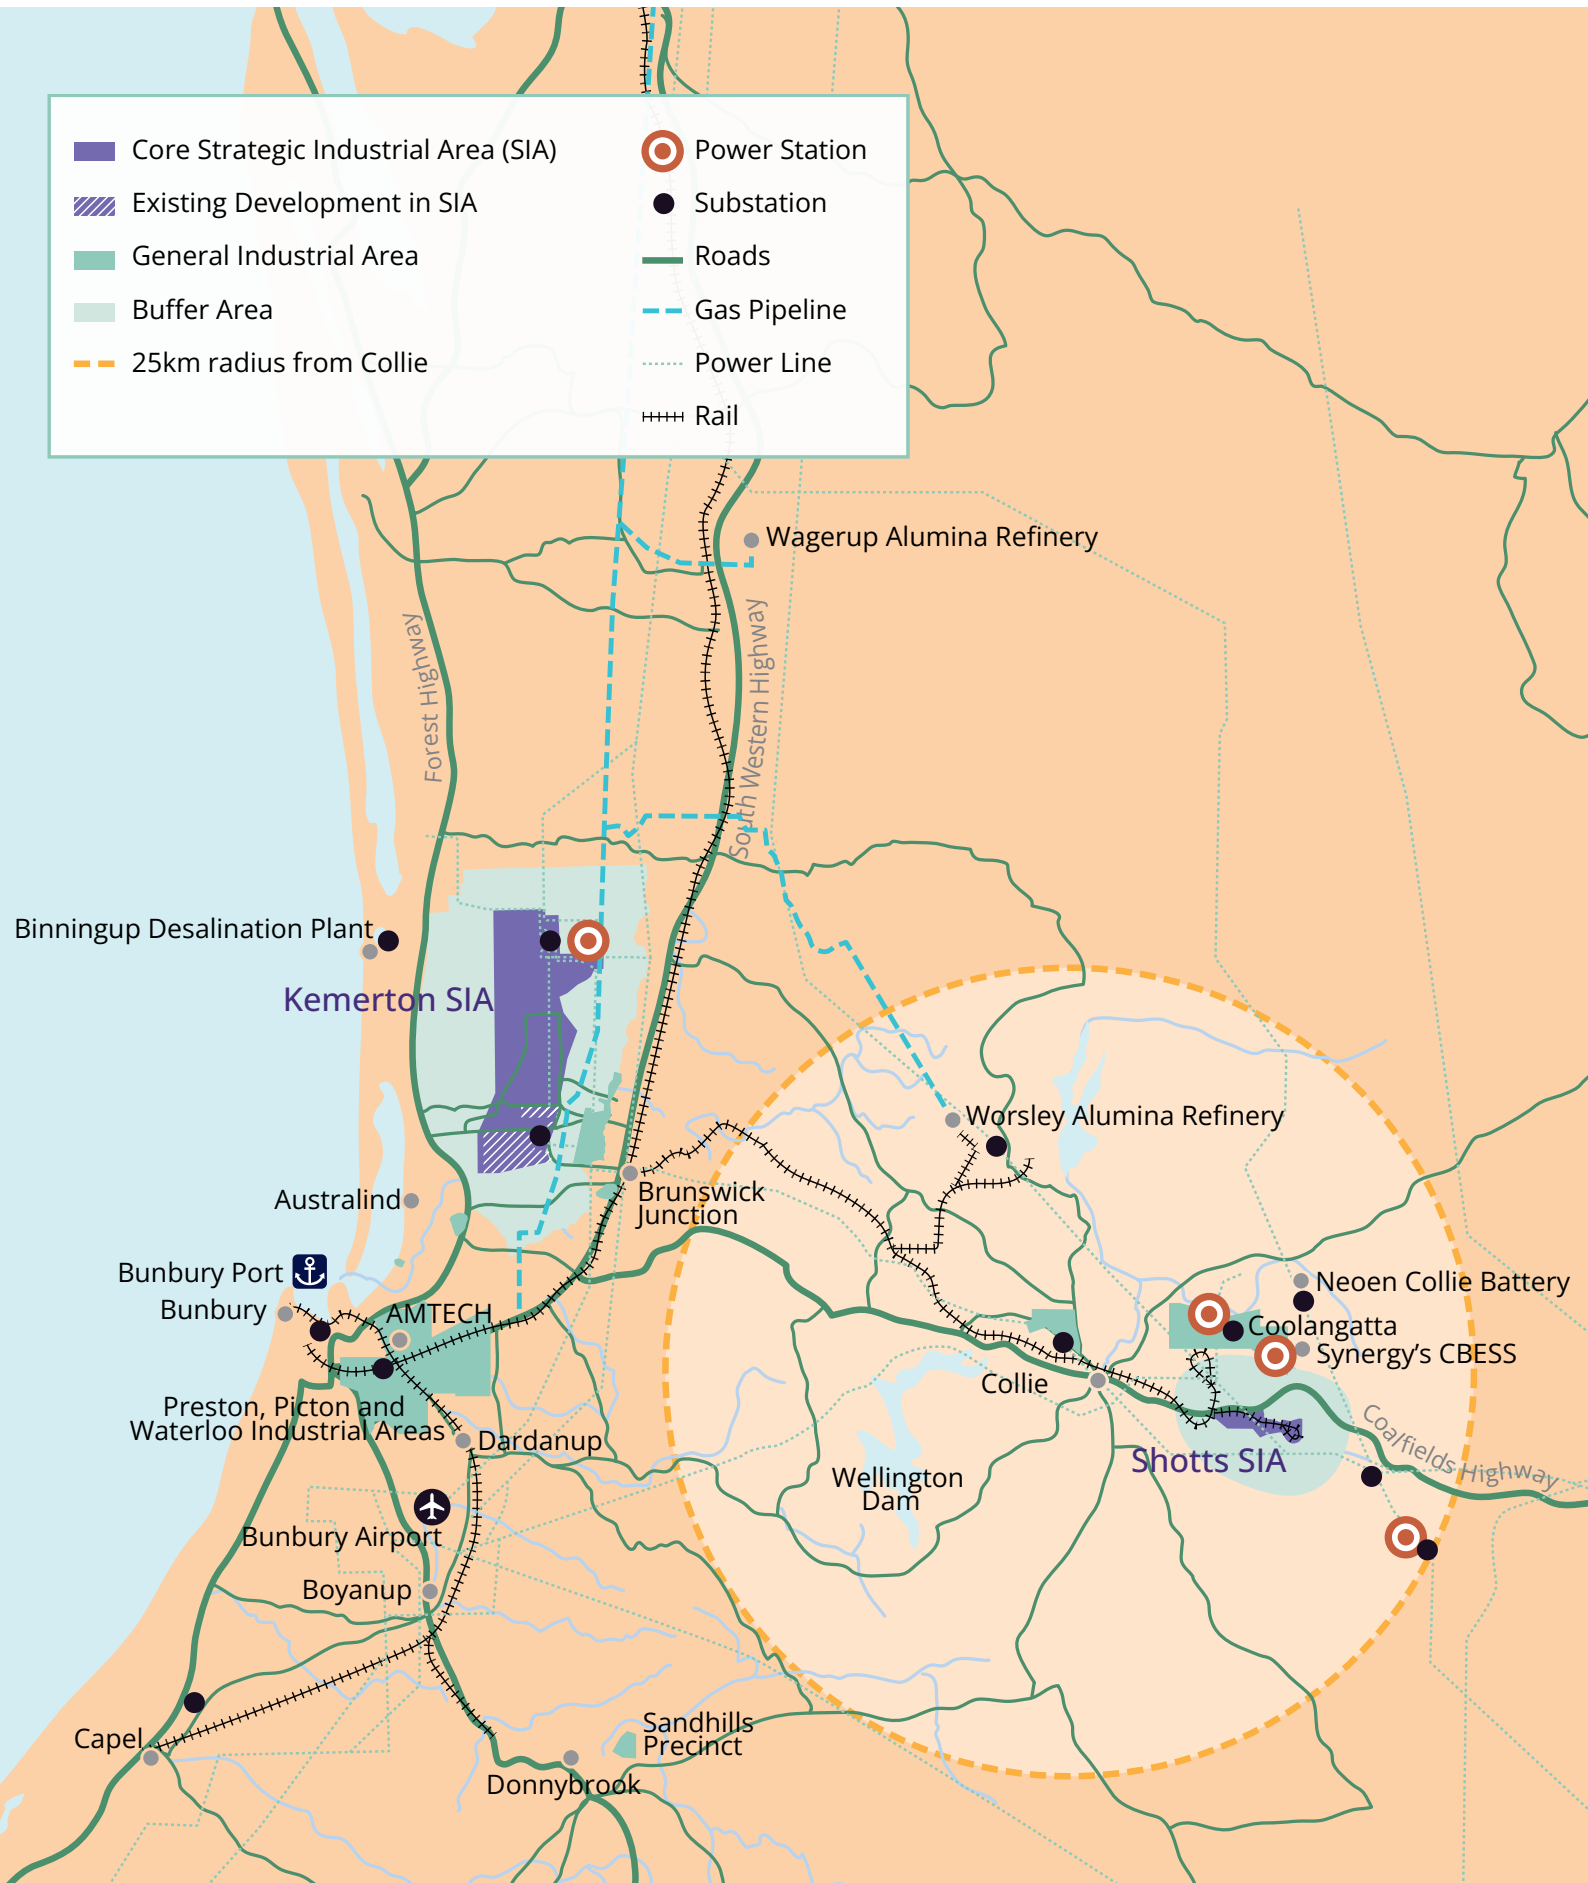 Core Strategic Industrial Area (SIA)
Existing Development in SIA
General Industrial Area
Buffer Area
25km radius from Collie
Power Station
Substation
Roads
Gas Pipeline
Power Line
Rail
Wagerup Alumina Refinery
Forest Highway
South Western Highway
Binningup Desalination Plant
Kemerton SIA
Worsley Alumina Refinery
Australind
Brunswick
Junction
Bunbury Port
Bunbury
AMTECH
Neoen Collie Battery
Coolangatta
Synergy’s CBESS
Collie
Preston, Picton and
Waterloo Industrial Areas
Dardanup
Coalfields Highway
Shotts SIA
Wellington
Dam
Bunbury Airport
Boyanup
Capel
Sandhills
Precinct
Donnybrook